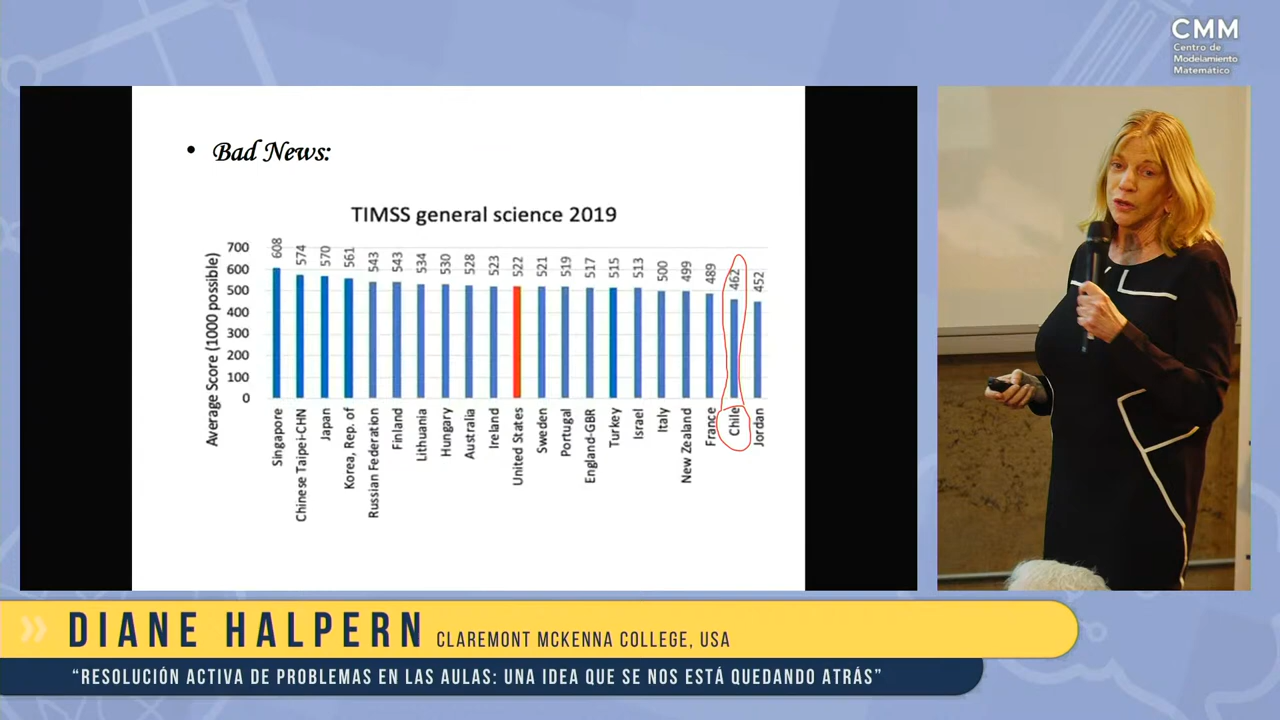 CMM
Centro de
Modelamiento
Matematico
• Bad News:
TIMSS general science 2019
Average Score (1000 possible)
700
600
500
400
300
200
100
0
608
574
570
561
543
543
534
530
528
523
522
521
519
517
515
513
500
499
489
462
452
Singapore
Chinese Taipei-CHN
Japan
Korea, Rep. of
Russian Federation
Finland
Lithuania
Hungary
Australia
Ireland
United States
Sweden
Portugal
England-GBR
Turkey
Israel
Italy
New Zealand
France
Chile
Jordan
DIANE HALPERN CLAREMONT MCKENNA COLLEGE, USA
“RESOLUCIÓN ACTIVA DE PROBLEMAS EN LAS AULAS: UNA IDEA QUE SE NOS ESTÁ QUEDANDO ATRÁS”